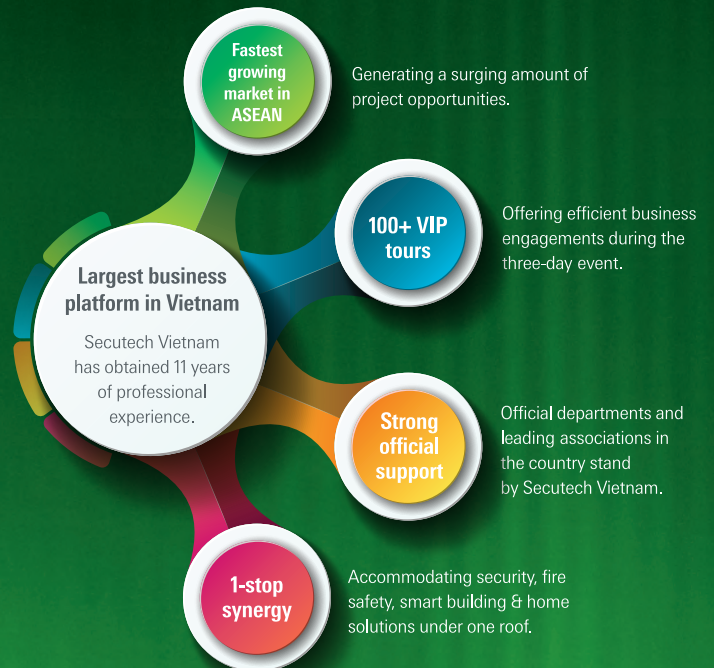 Fastest
growing
market in
ASEAN
Generating a surging amount of
project opportunities.
100+ VIP
tours
Offering efficient business
engagements during the
three-day event.
Largest business
platform in Vietnam
Secutech Vietnam
has obtained 11 years
of professional
experience.
Strong
official
support
Official departments and
leading associations in
the country stand
by Secutech Vietnam.
1-stop
synergy
Accommodating security, fire
safety, smart building & home
solutions under one roof.